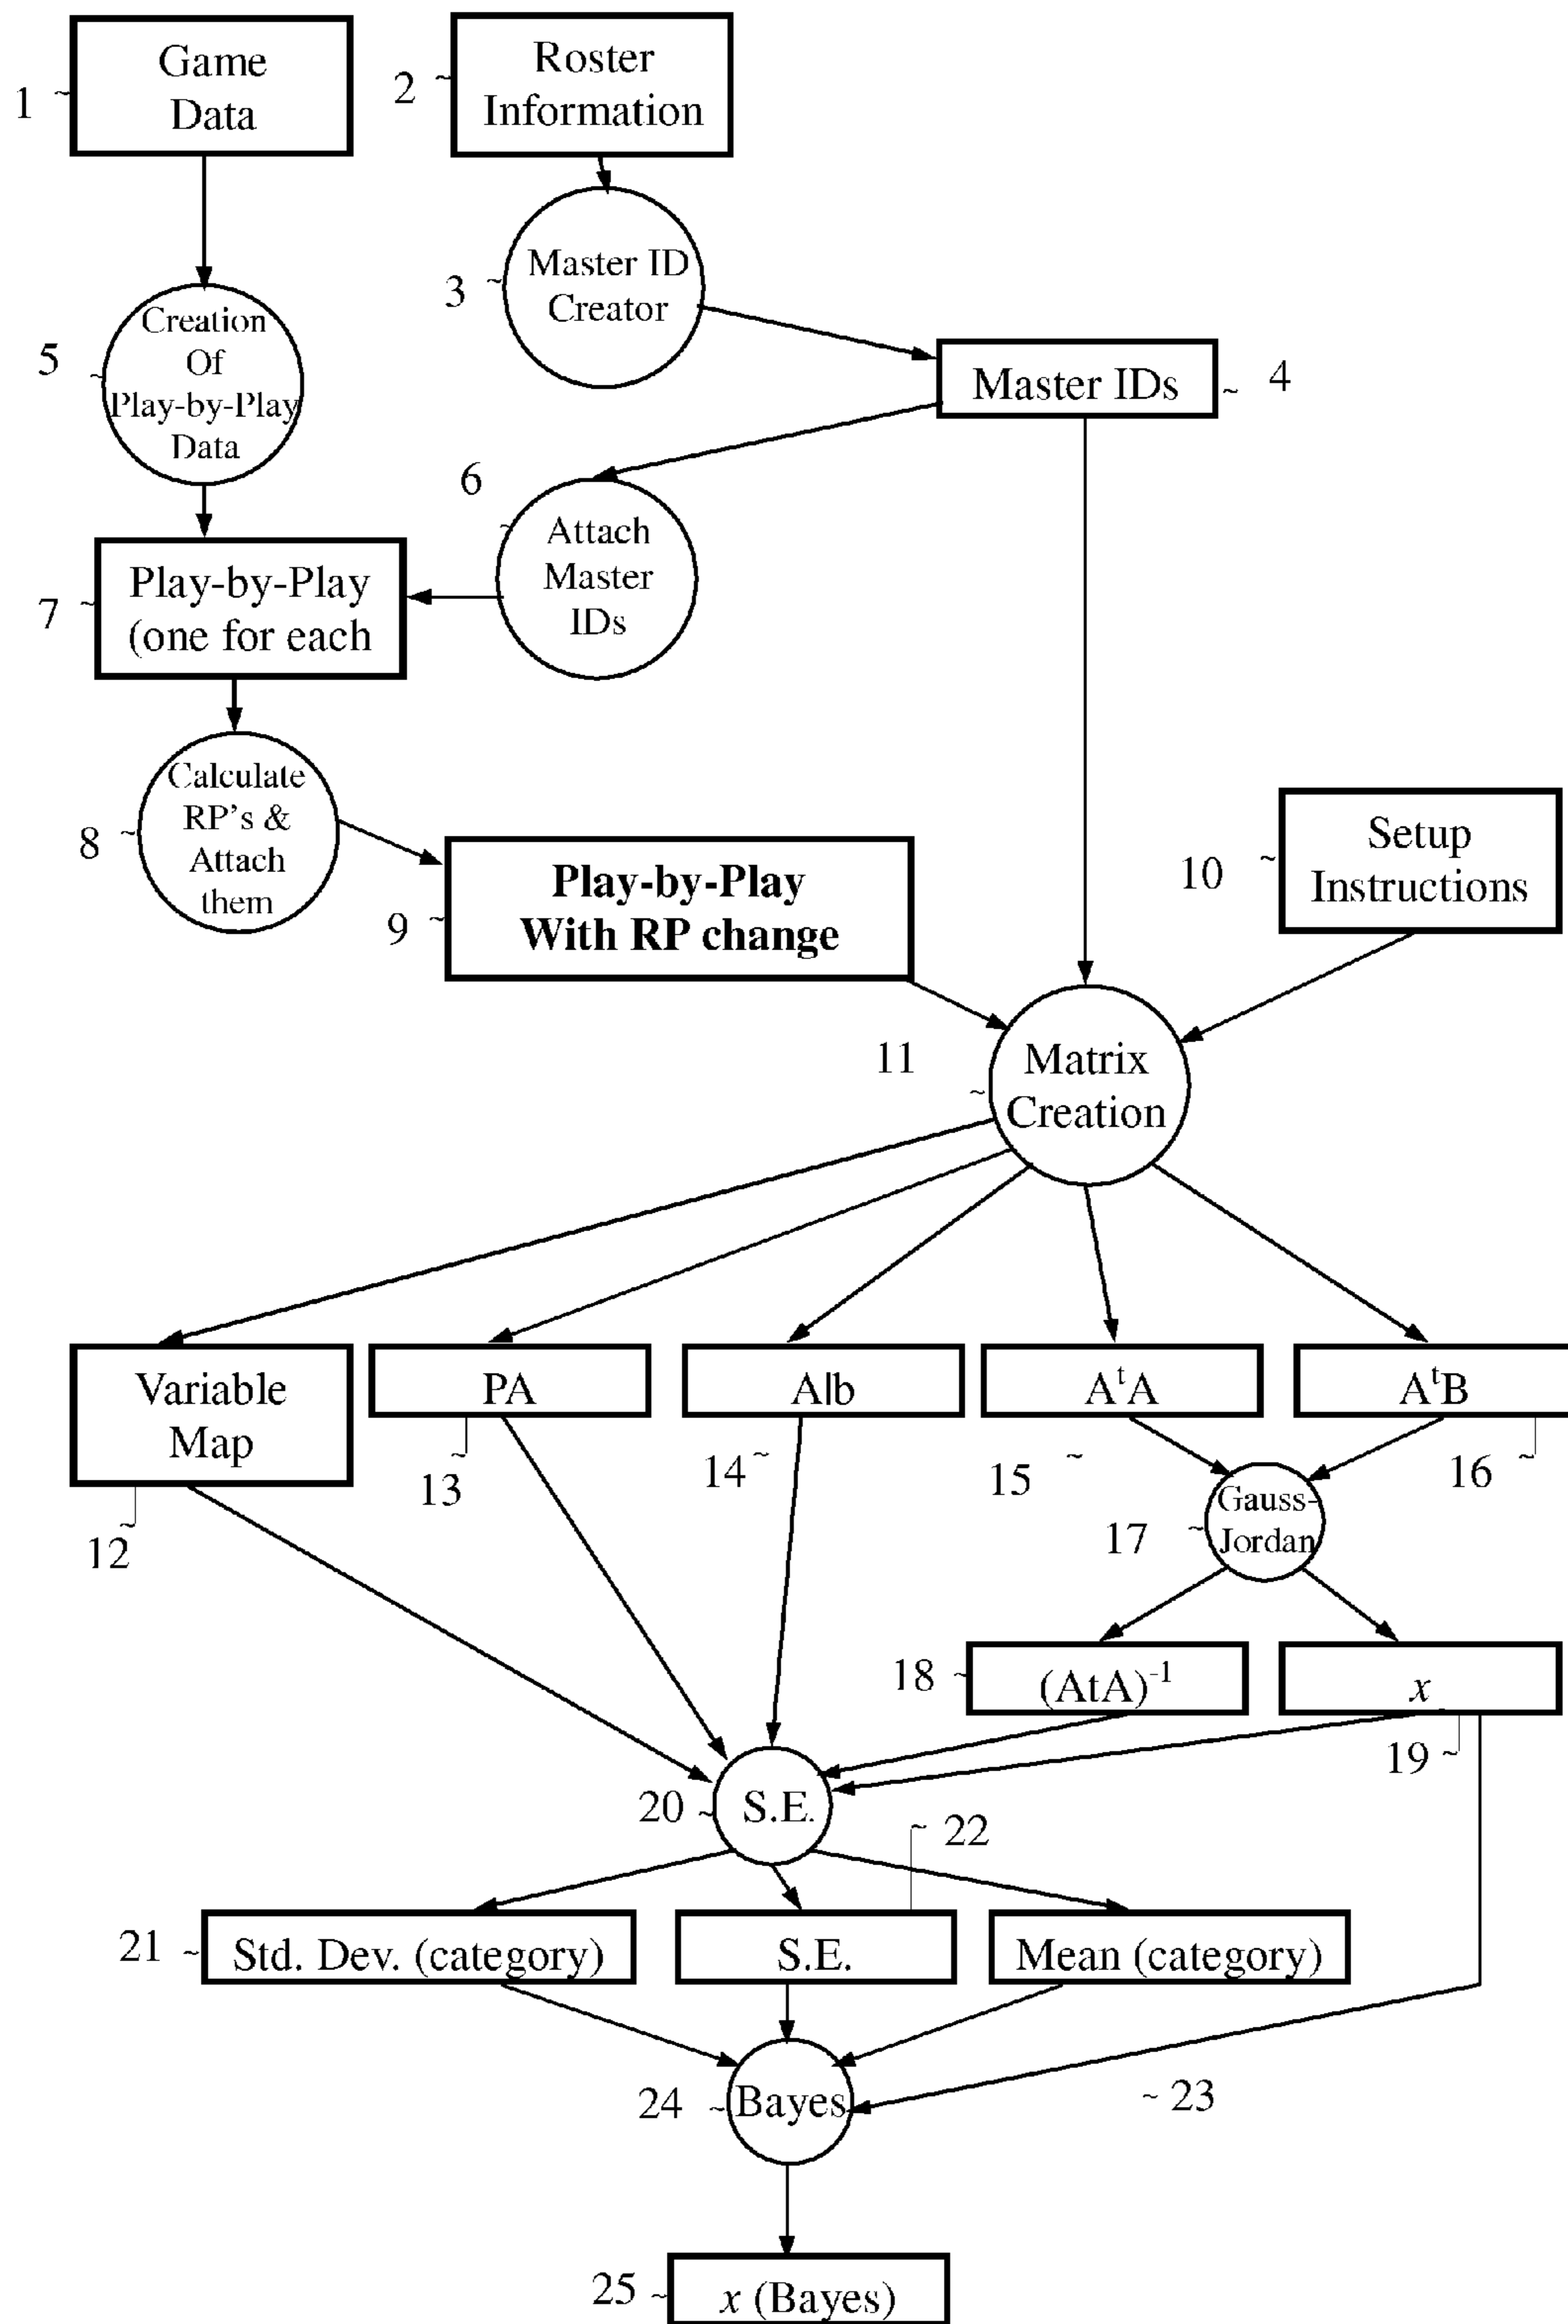 Game
Data
1
Roster
Information
2
Master ID
Creator
3
Master IDs
4
Creation
Of
Play-by-Play
Data
5
6
Attach
Master
IDs
Play-by-Play
(one for each
7
Calculate
RP's &
Attach
them
8
Play-by-Play
With RP change
9
Setup
Instructions
10
11
Matrix
Creation
Variable
Map
12
PA
13
A|b
14
AᵗA
15
AᵗB
16
Gauss-
Jordan
17
18
(AtA)⁻¹
x
19
20
S.E.
22
21
Std. Dev. (category)
S.E.
Mean (category)
23
24
Bayes
25
x (Bayes)